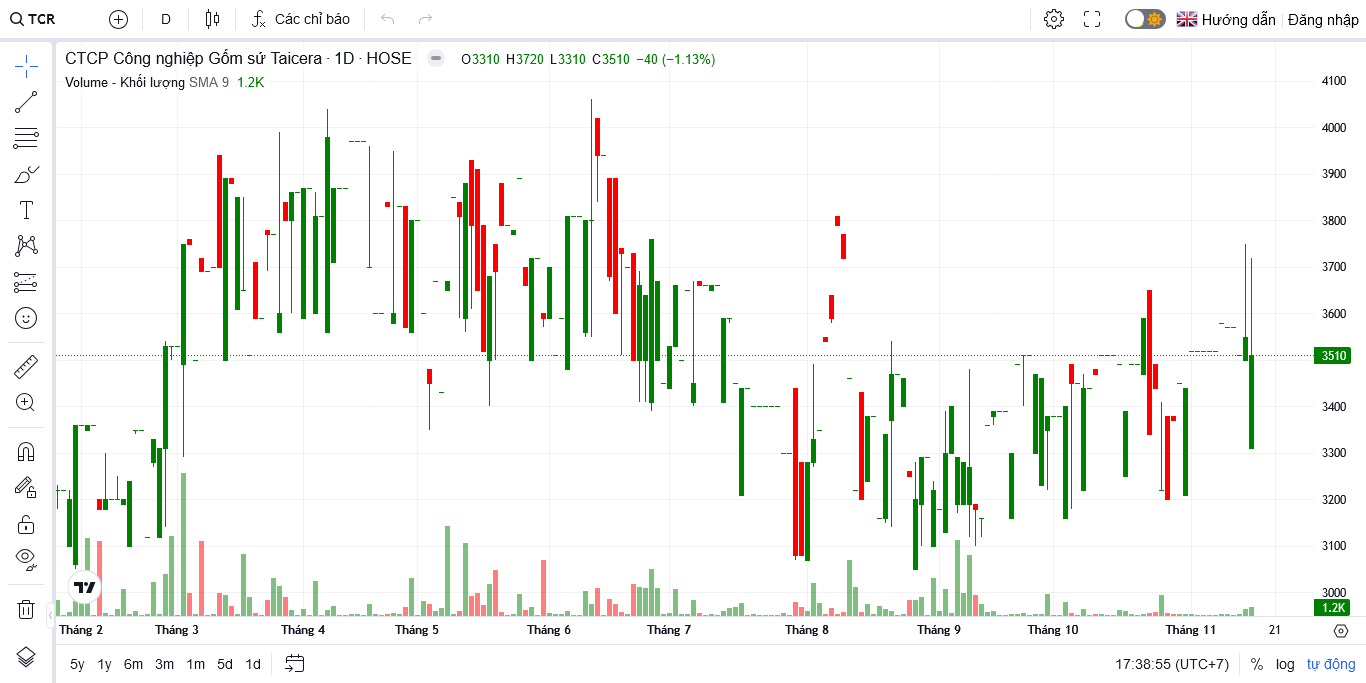 TCR D Các chỉ báo Hướng dẫn Đăng nhập
CTCP Công nghiệp Gốm sứ Taicera · 1D · HOSE O3310 H3720 L3310 C3510 −40 (−1.13%)
Volume - Khối lượng SMA 9 1.2K
4100
4000
3900
3800
3700
3600
3510
3400
3300
3200
3100
3000
1.2K
Tháng 2 Tháng 3 Tháng 4 Tháng 5 Tháng 6 Tháng 7 Tháng 8 Tháng 9 Tháng 10 Tháng 11 21
5y 1y 6m 3m 1m 5d 1d 17:38:55 (UTC+7) % log tự động